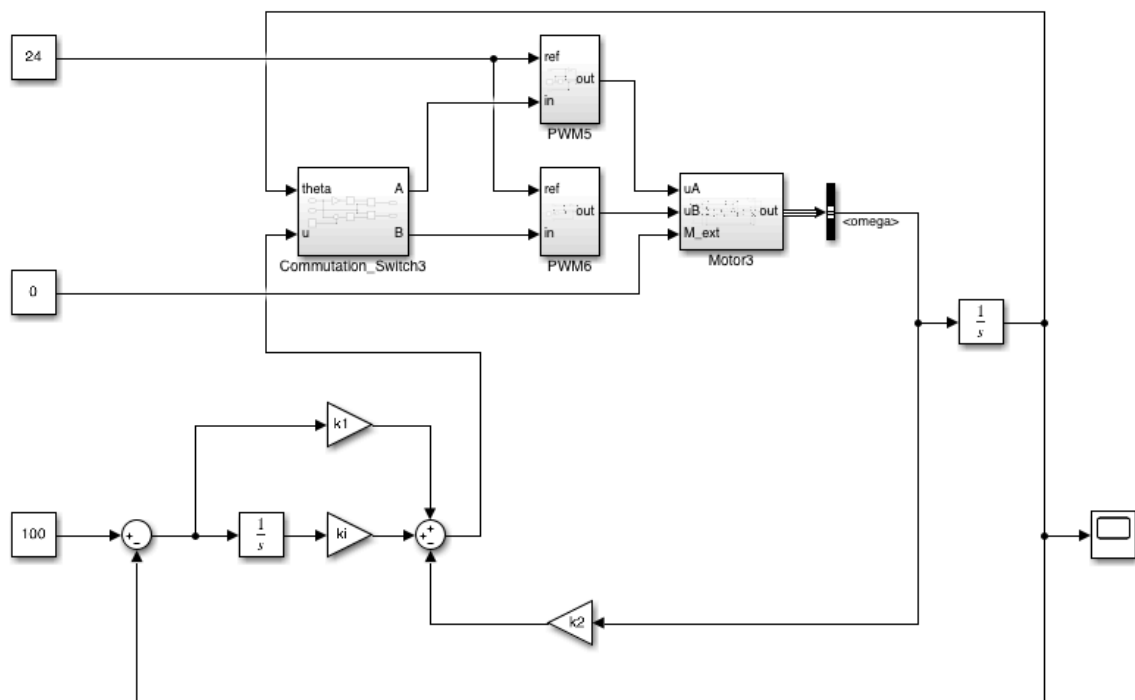 24
ref
out
in
PWM5
theta
A
u
B
Commutation_Switch3
ref
out
in
PWM6
uA
uB
out
M_ext
Motor3
<omega>
0
1
s
k1
100
+
−
1
s
ki
+
+
−
k2